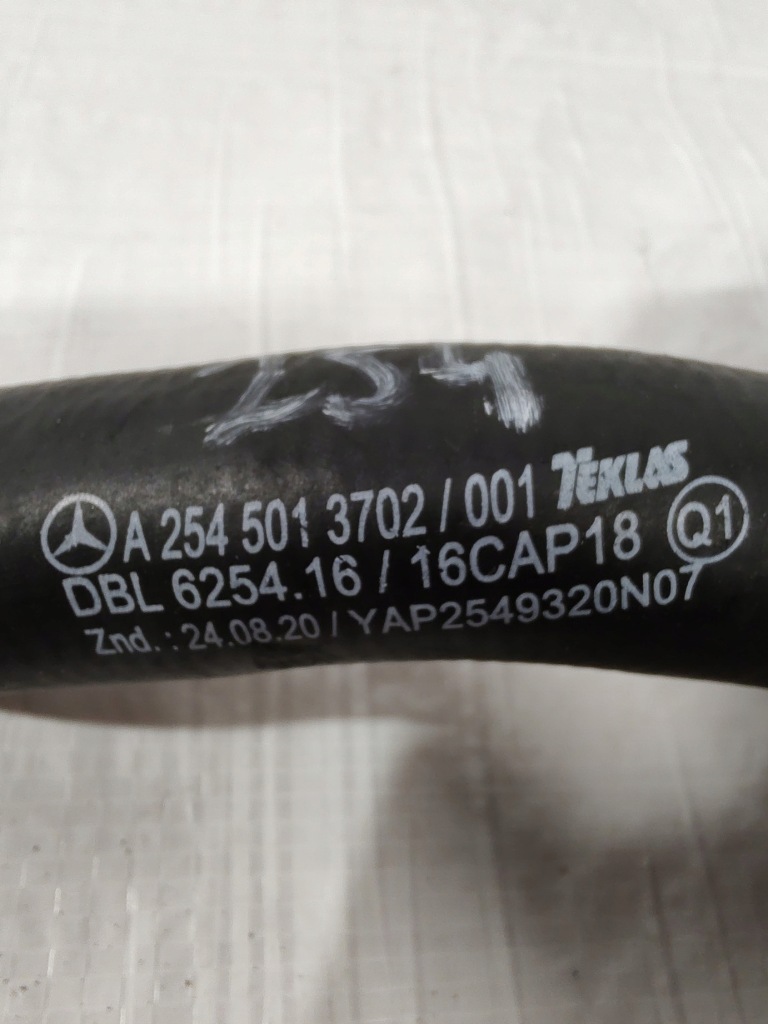 254
A 254 501 3702 / 001 TEKLAS
DBL 6254.16 / 16CAP18 Q1
Znd. : 24.08.20 / YAP2549320N07